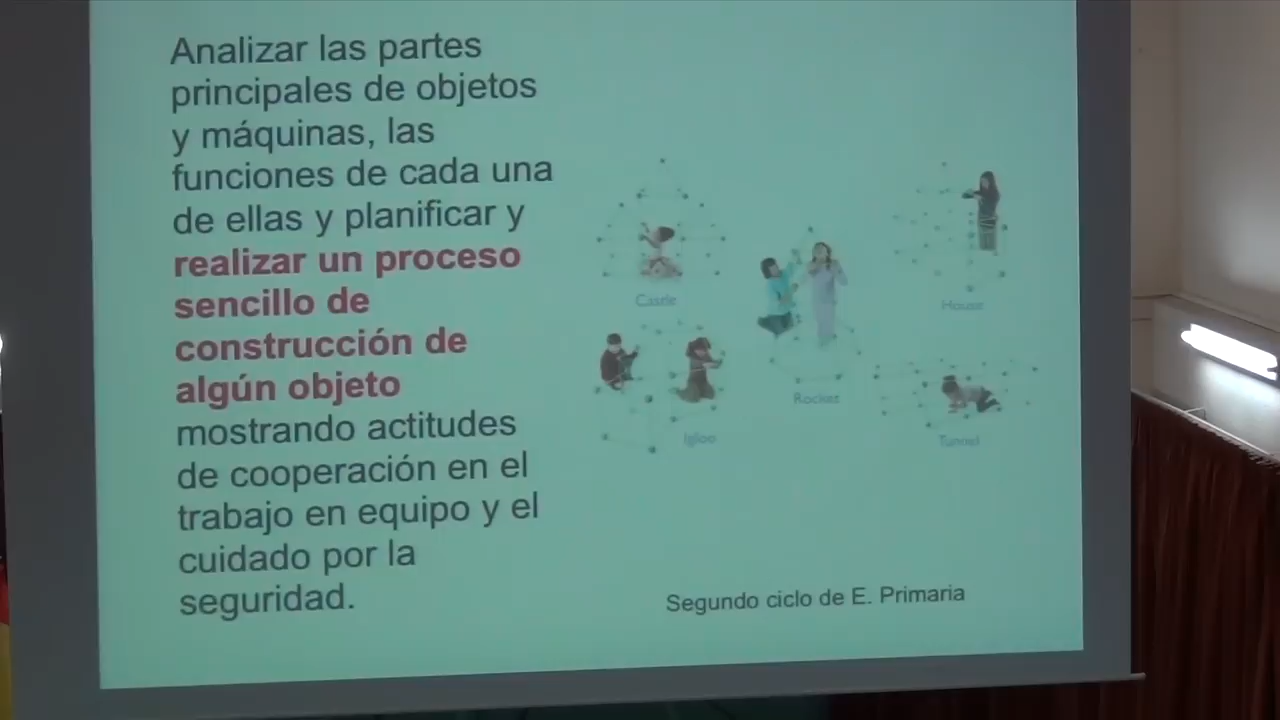 Analizar las partes
principales de objetos
y máquinas, las
funciones de cada una
de ellas y planificar y
realizar un proceso
sencillo de
construcción de
algún objeto
mostrando actitudes
de cooperación en el
trabajo en equipo y el
cuidado por la
seguridad.
Castle
House
Rocket
Igloo
Tunnel
Segundo ciclo de E. Primaria